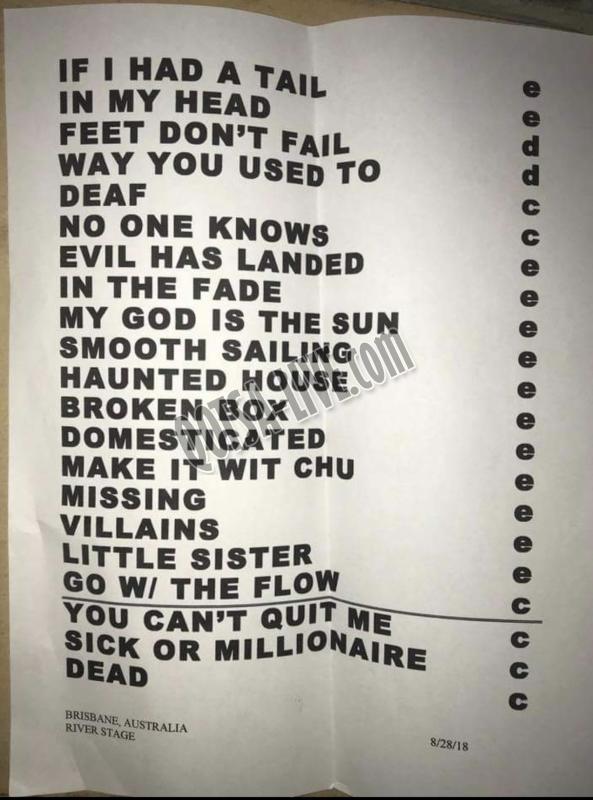 IF I HAD A TAIL e
IN MY HEAD e
FEET DON'T FAIL d
WAY YOU USED TO d
DEAF c
NO ONE KNOWS c
EVIL HAS LANDED e
IN THE FADE e
MY GOD IS THE SUN e
SMOOTH SAILING e
HAUNTED HOUSE e
BROKEN BOX e
DOMESTICATED e
MAKE IT WIT CHU e
MISSING e
VILLAINS e
LITTLE SISTER e
GO W/ THE FLOW c
YOU CAN'T QUIT ME c
SICK OR MILLIONAIRE c
DEAD c
QOTSA-LIVE.com
BRISBANE, AUSTRALIA
RIVER STAGE 8/28/18